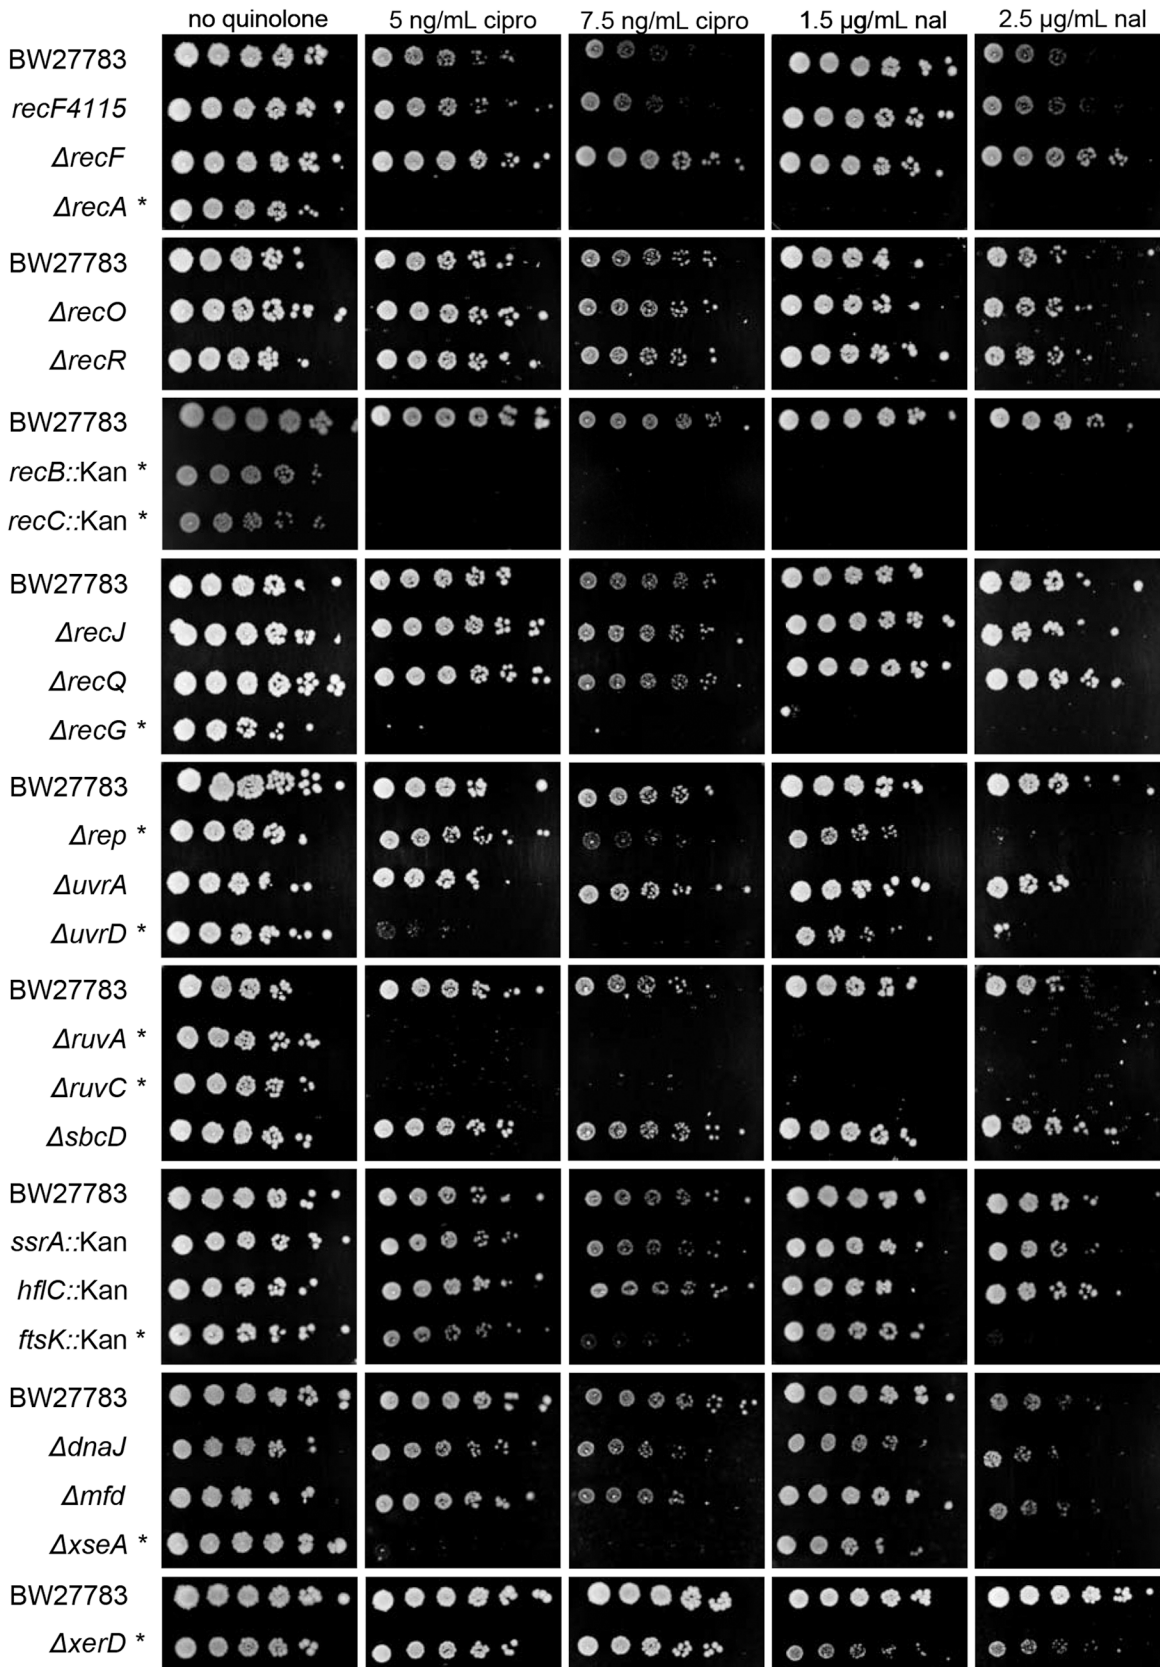 no quinolone 5 ng/mL cipro 7.5 ng/mL cipro 1.5 µg/mL nal 2.5 µg/mL nal
BW27783
recF4115
ΔrecF
ΔrecA *
BW27783
ΔrecO
ΔrecR
BW27783
recB::Kan *
recC::Kan *
BW27783
ΔrecJ
ΔrecQ
ΔrecG *
BW27783
Δrep *
ΔuvrA
ΔuvrD *
BW27783
ΔruvA *
ΔruvC *
ΔsbcD
BW27783
ssrA::Kan
hflC::Kan
ftsK::Kan *
BW27783
ΔdnaJ
Δmfd
ΔxseA *
BW27783
ΔxerD *